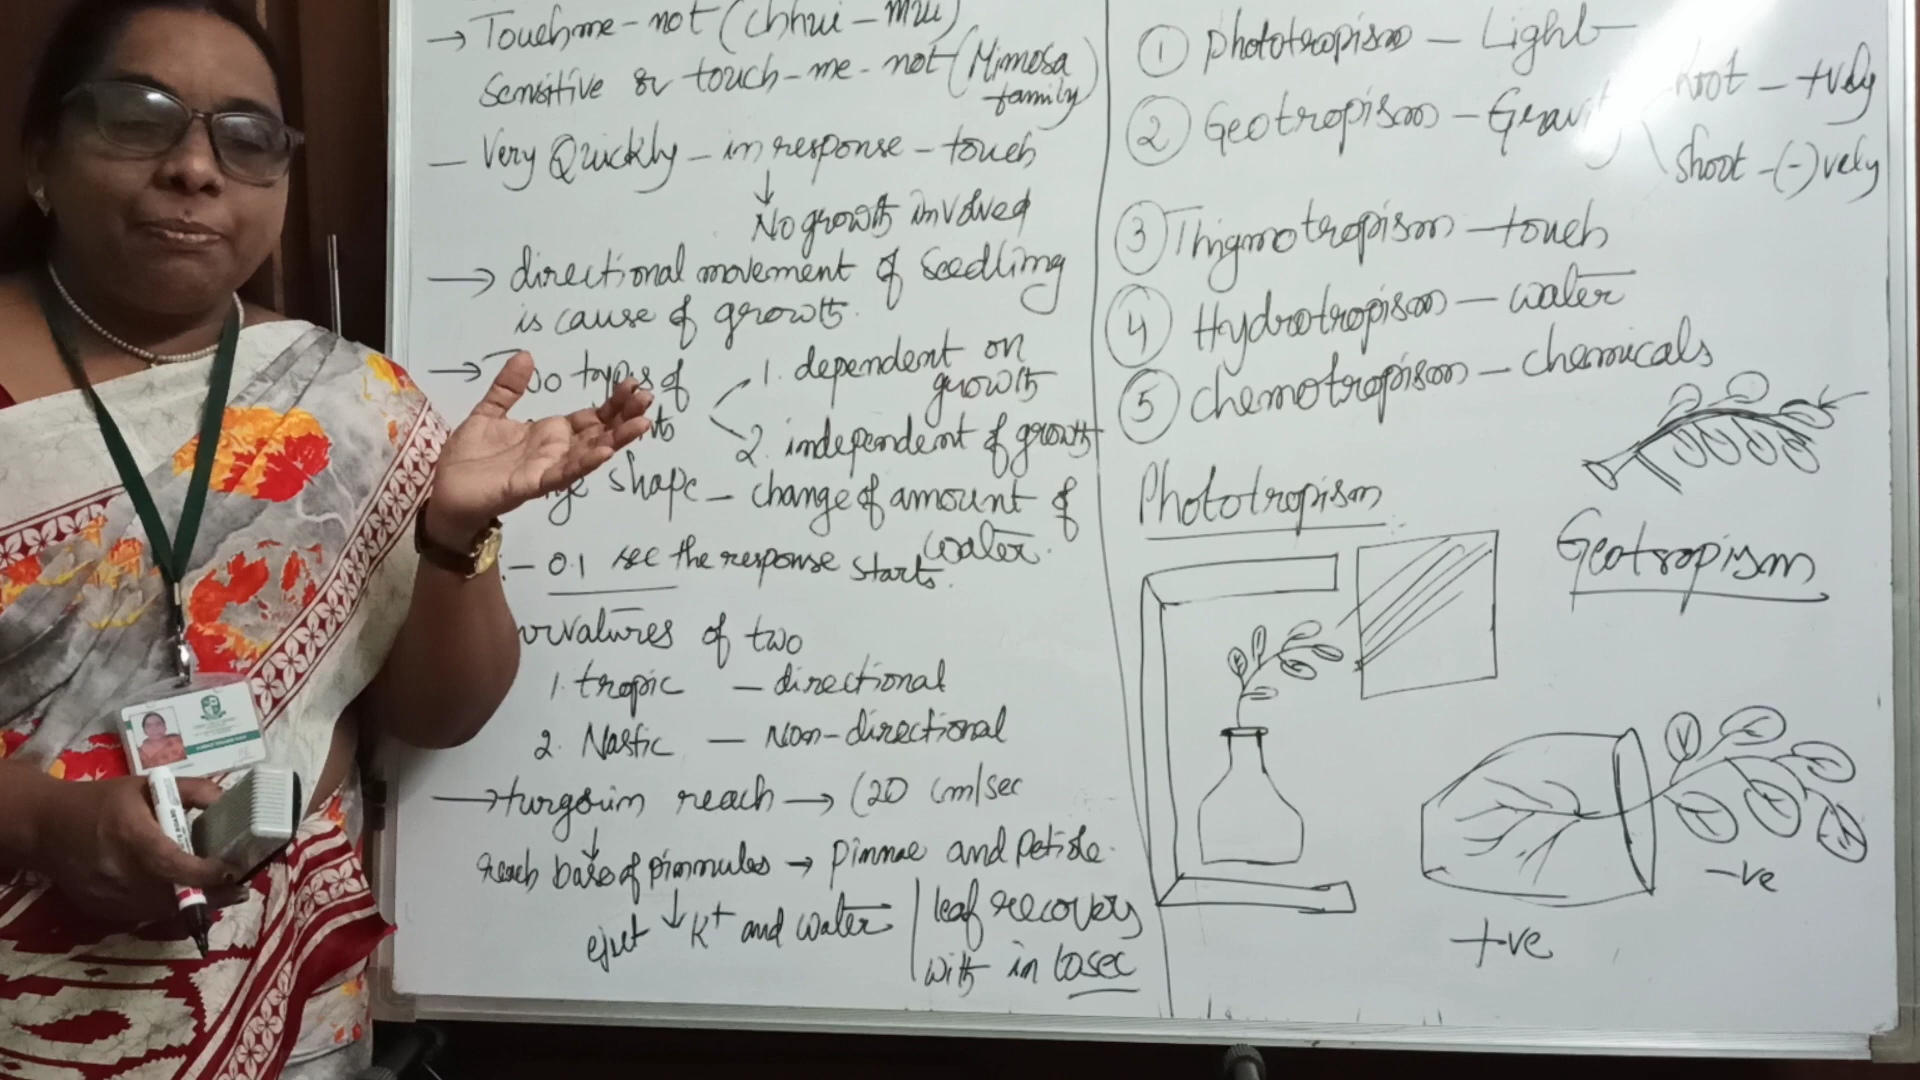 → Touch me - not (chhui - mui)
Sensitive or touch-me-not (Mimosa family)
– Very Quickly – in response – touch
↓
No growth involved
→ directional movement of seedling
is cause of growth.
→ Two types of
1. dependent on growth
2. independent of growth
shape – change of amount of water.
– 0.1 sec the response starts.
of two
1. tropic – directional
2. Nastic – Non-directional
→ turgorim reach → (20 cm/sec
↓
reach base of pinnules → pinnae and petiole.
eject ↓ K+ and water
leaf recovery
with in 10sec
① Phototropism – Light
② Geotropism – Gravity
Root – +vely
Shoot – (-)vely
③ Thigmotropism – touch
④ Hydrotropism – water
⑤ Chemotropism – chemicals
Phototropism
Geotropism
-ve
+ve